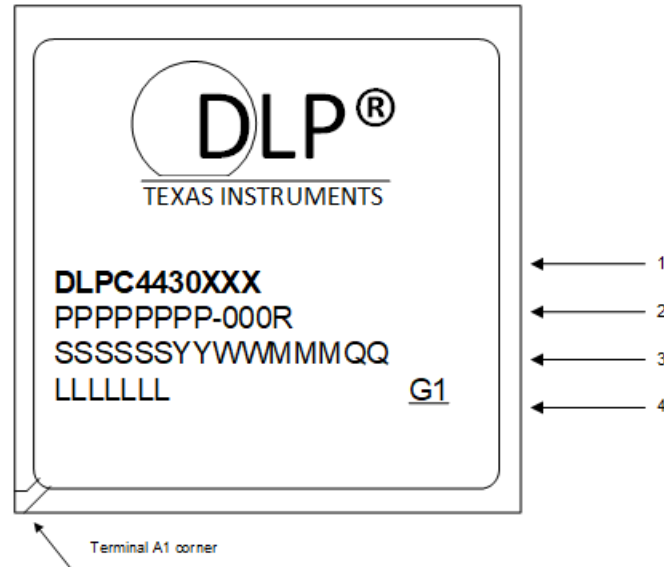 DLP®
TEXAS INSTRUMENTS
DLPC4430XXX
PPPPPPPP-000R
SSSSSSYYWWMMMQQ
LLLLLLL G1
1
2
3
4
Terminal A1 corner